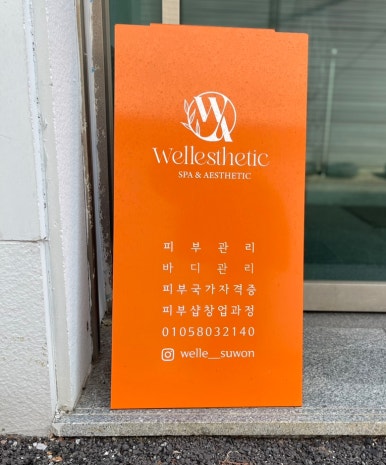 WA
Wellesthetic
SPA & AESTHETIC
피부관리
바디관리
피부국가자격증
피부샵창업과정
01058032140
welle__suwon